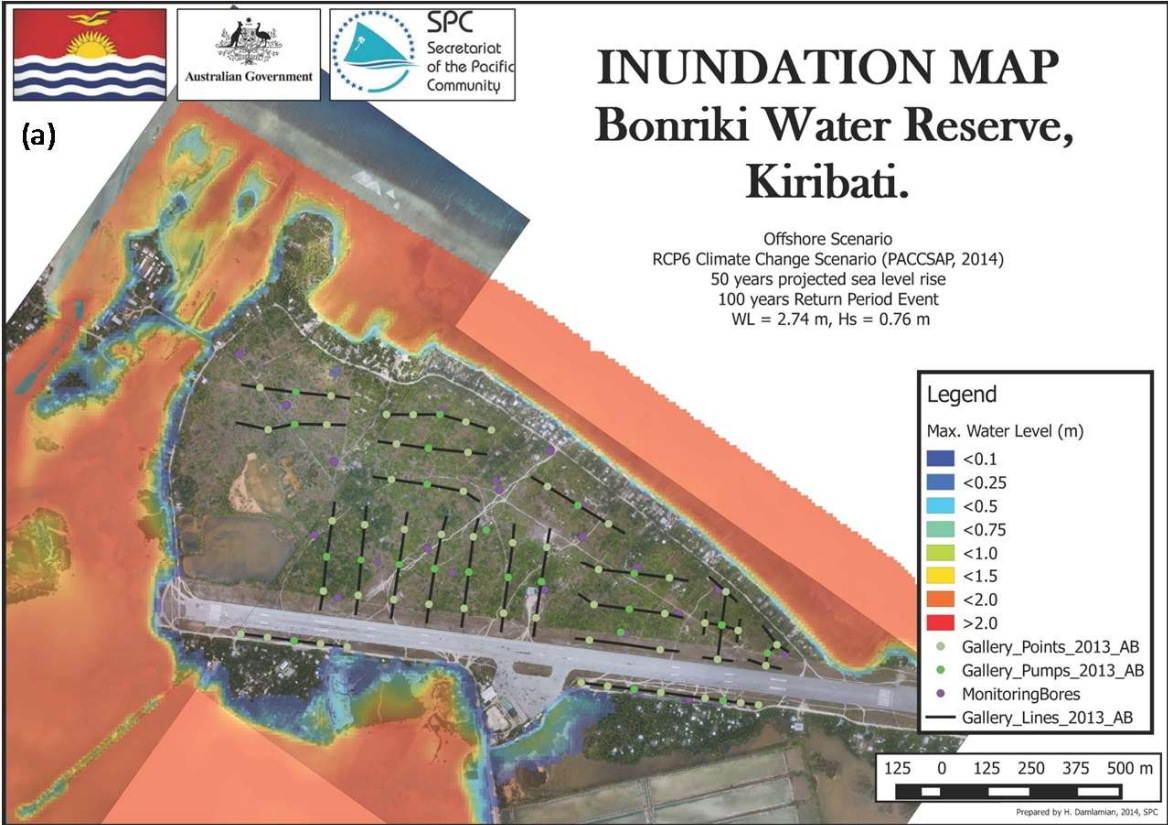 Australian Government
SPC
Secretariat
of the Pacific
Community
(a)
INUNDATION MAP
Bonriki Water Reserve,
Kiribati.
Offshore Scenario
RCP6 Climate Change Scenario (PACCSAP, 2014)
50 years projected sea level rise
100 years Return Period Event
WL = 2.74 m, Hs = 0.76 m
Legend
Max. Water Level (m)
<0.1
<0.25
<0.5
<0.75
<1.0
<1.5
<2.0
>2.0
Gallery_Points_2013_AB
Gallery_Pumps_2013_AB
MonitoringBores
Gallery_Lines_2013_AB
125 0 125 250 375 500 m
Prepared by H. Damlamian, 2014, SPC